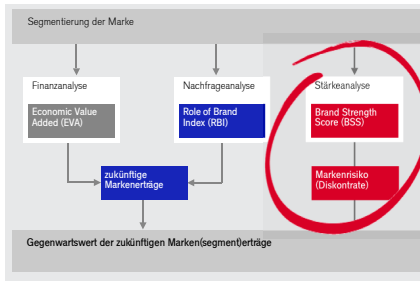 Segmentierung der Marke
Finanzanalyse
Economic Value
Added (EVA)
Nachfrageanalyse
Role of Brand
Index (RBI)
Stärkeanalyse
Brand Strength
Score (BSS)
zukünftige
Markenerträge
Markenrisiko
(Diskontrate)
Gegenwartswert der zukünftigen Marken(segment)erträge